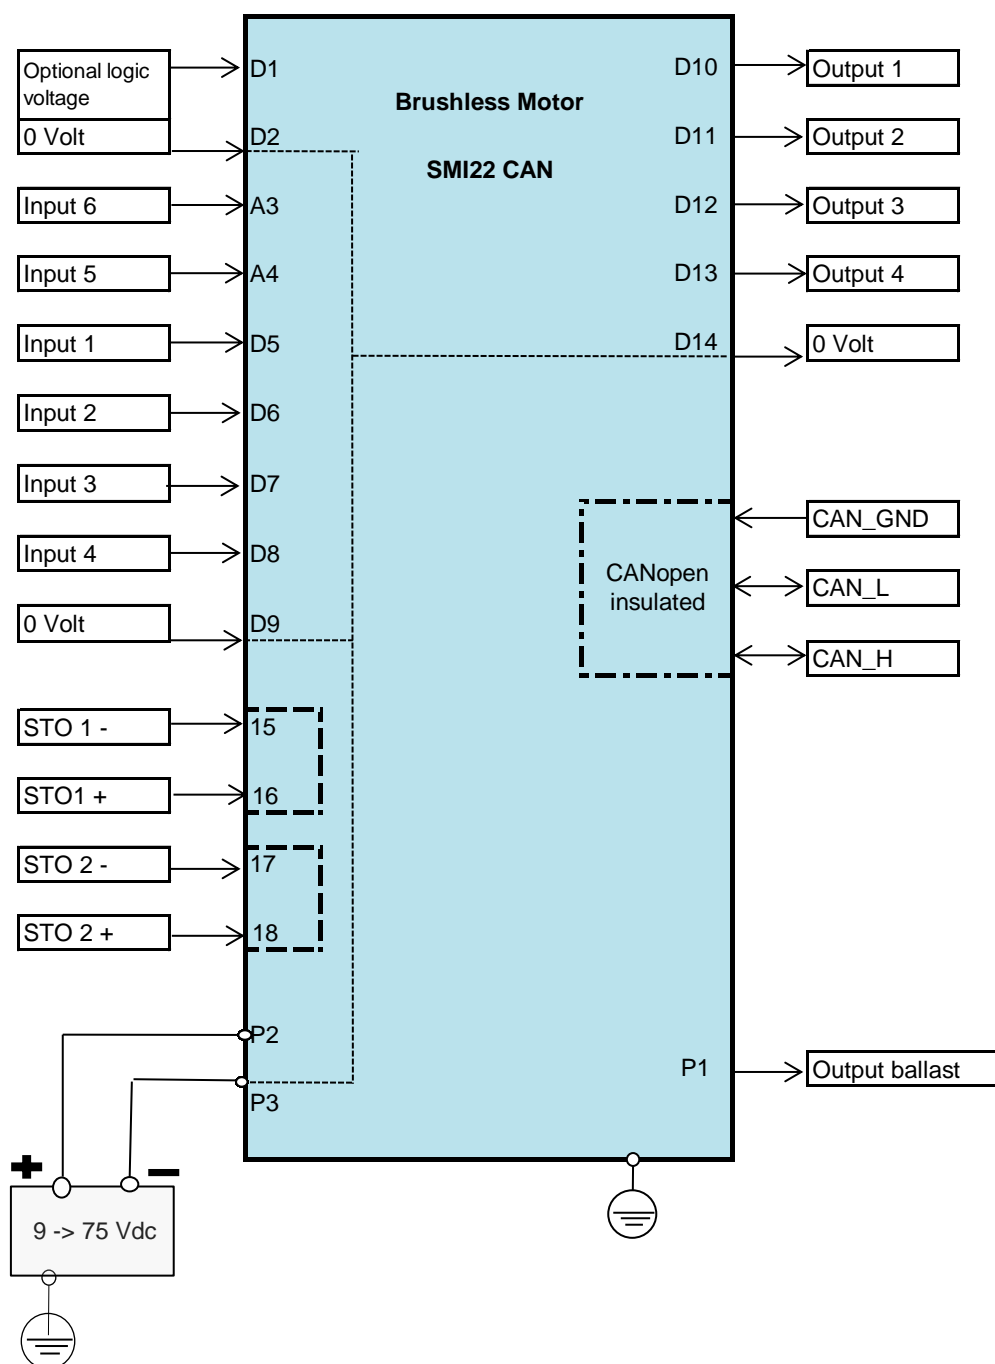 Optional logic
voltage
0 Volt
Input 6
Input 5
Input 1
Input 2
Input 3
Input 4
0 Volt
STO 1 -
STO1 +
STO 2 -
STO 2 +
D1
D2
A3
A4
D5
D6
D7
D8
D9
15
16
17
18
P2
P3
Brushless Motor
SMI22 CAN
CANopen
insulated
D10
D11
D12
D13
D14
P1
Output 1
Output 2
Output 3
Output 4
0 Volt
CAN_GND
CAN_L
CAN_H
Output ballast
+ -
9 -> 75 Vdc